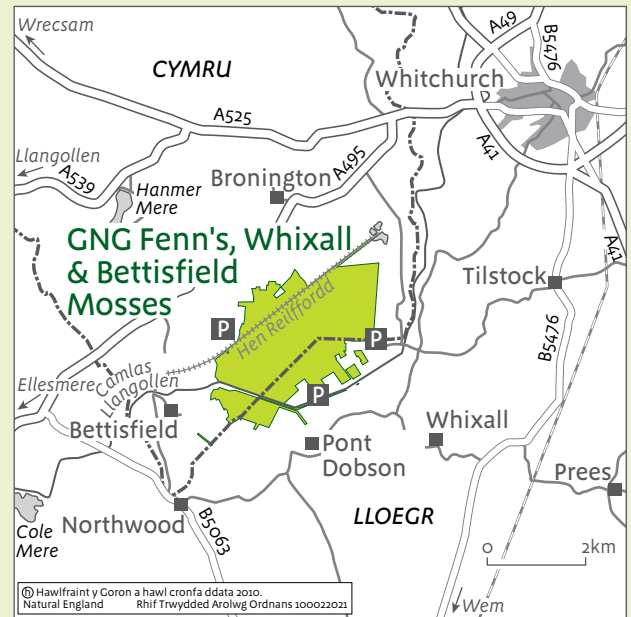 Wrecsam
CYMRU
A49
B5476
Whitchurch
A525
A41
Llangollen
A539
Hanmer
Mere
Bronington
A495
A41
GNG Fenn's, Whixall
& Bettisfield
Mosses
Tilstock
P
Hen Reilffordd
P
B5476
Ellesmere
Camlas
Llangollen
P
Bettisfield
Whixall
Pont
Dobson
Prees
Northwood
B5063
LLOEGR
Cole
Mere
0 2km
Wem
Ⓗ Hawlfraint y Goron a hawl cronfa ddata 2010.
Natural England Rhif Trwydded Arolwg Ordnans 100022021